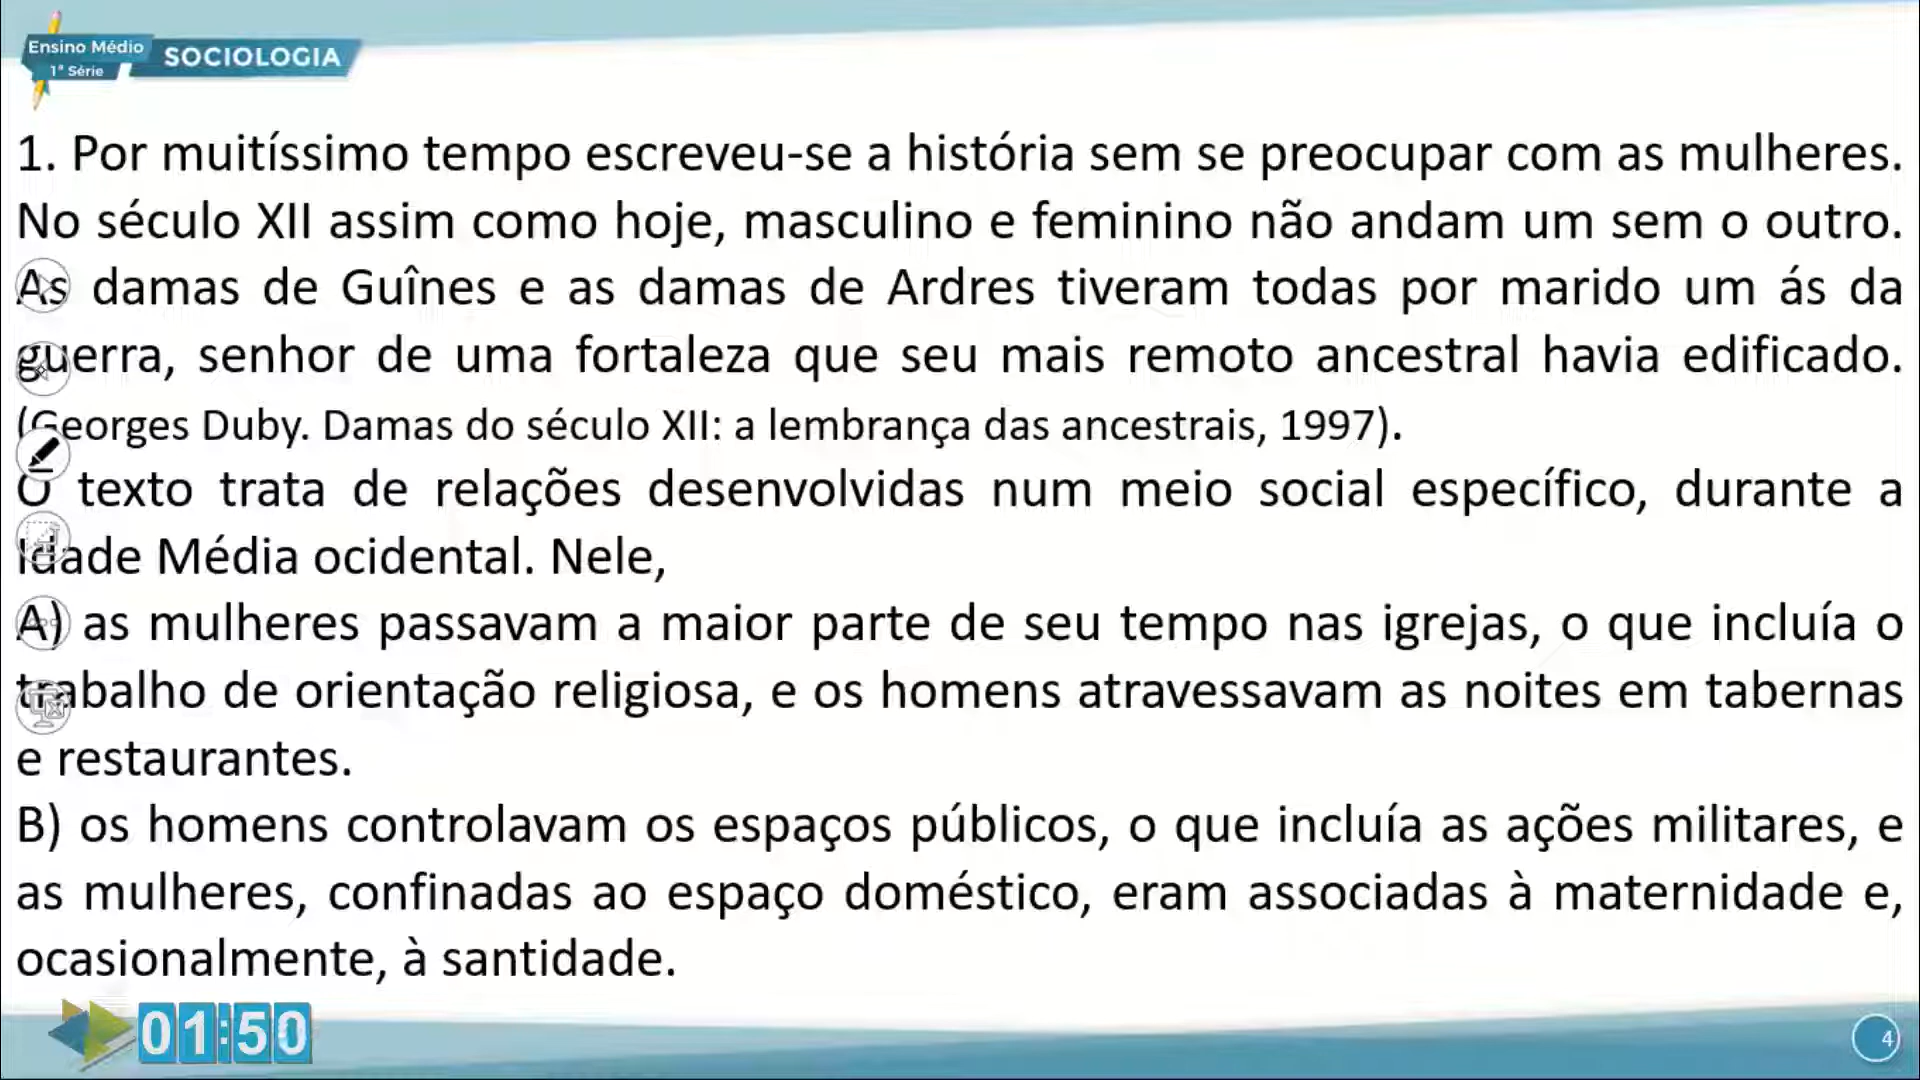 Ensino Médio
1ª Série
SOCIOLOGIA
1. Por muitíssimo tempo escreveu-se a história sem se preocupar com as mulheres.
No século XII assim como hoje, masculino e feminino não andam um sem o outro.
As damas de Guînes e as damas de Ardres tiveram todas por marido um ás da
guerra, senhor de uma fortaleza que seu mais remoto ancestral havia edificado.
(Georges Duby. Damas do século XII: a lembrança das ancestrais, 1997).
O texto trata de relações desenvolvidas num meio social específico, durante a
Idade Média ocidental. Nele,
A) as mulheres passavam a maior parte de seu tempo nas igrejas, o que incluía o
trabalho de orientação religiosa, e os homens atravessavam as noites em tabernas
e restaurantes.
B) os homens controlavam os espaços públicos, o que incluía as ações militares, e
as mulheres, confinadas ao espaço doméstico, eram associadas à maternidade e,
ocasionalmente, à santidade.
01:50
4